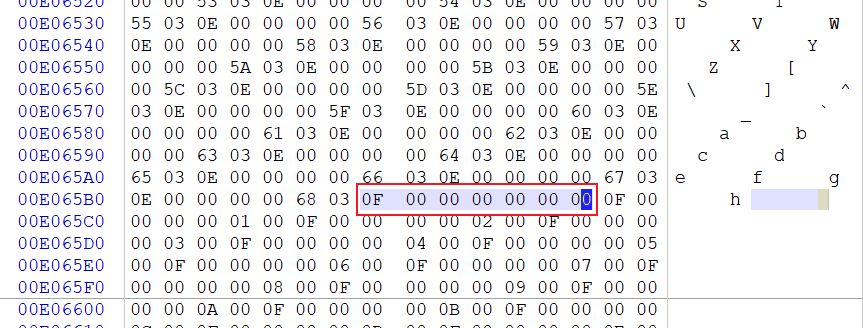 00E06520 00 00 53 03 0E 00 00 00 00 54 03 0E 00 00 00 00 S T
00E06530 55 03 0E 00 00 00 00 56 03 0E 00 00 00 00 57 03 U V W
00E06540 0E 00 00 00 00 58 03 0E 00 00 00 00 59 03 0E 00 X Y
00E06550 00 00 00 5A 03 0E 00 00 00 00 5B 03 0E 00 00 00 Z [
00E06560 00 5C 03 0E 00 00 00 00 5D 03 0E 00 00 00 00 5E \ ] ^
00E06570 03 0E 00 00 00 00 5F 03 0E 00 00 00 00 60 03 0E _ `
00E06580 00 00 00 00 61 03 0E 00 00 00 00 62 03 0E 00 00 a b
00E06590 00 00 63 03 0E 00 00 00 00 64 03 0E 00 00 00 00 c d
00E065A0 65 03 0E 00 00 00 00 66 03 0E 00 00 00 00 67 03 e f g
00E065B0 0E 00 00 00 00 68 03 0F 00 00 00 00 00 00 0F 00 h
00E065C0 00 00 00 01 00 0F 00 00 00 00 02 00 0F 00 00 00
00E065D0 00 03 00 0F 00 00 00 00 04 00 0F 00 00 00 00 05
00E065E0 00 0F 00 00 00 00 06 00 0F 00 00 00 00 07 00 0F
00E065F0 00 00 00 00 08 00 0F 00 00 00 00 09 00 0F 00 00
00E06600 00 00 0A 00 0F 00 00 00 00 0B 00 0F 00 00 00 00